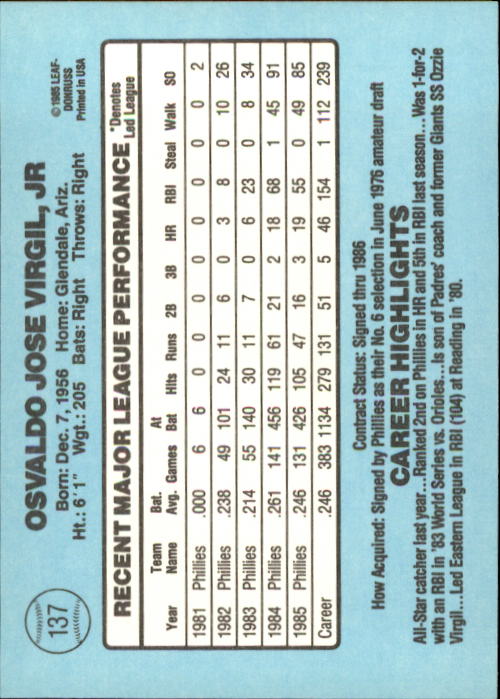 137
OSVALDO JOSE VIRGIL, JR
Born: Dec. 7, 1956 Home: Glendale, Ariz.
Ht.: 6'1" Wgt.: 205 Bats: Right Throws: Right
© 1985 LEAF-
DONRUSS
Printed in USA
RECENT MAJOR LEAGUE PERFORMANCE
*Denotes
Led League
Year Team Name Bat. Avg. Games At Bat Hits Runs 2B 3B HR RBI Steal Walk SO
1981 Phillies .000 6 6 0 0 0 0 0 0 0 0 2
1982 Phillies .238 49 101 24 11 6 0 3 8 0 10 26
1983 Phillies .214 55 140 30 11 7 0 6 23 0 8 34
1984 Phillies .261 141 456 119 61 21 2 18 68 1 45 91
1985 Phillies .246 131 426 105 47 16 3 19 55 0 49 85
Career .246 383 1134 279 131 51 5 46 154 1 112 239
Contract Status: Signed thru 1986
How Acquired: Signed by Phillies as their No. 6 selection in June 1976 amateur draft
CAREER HIGHLIGHTS
All-Star catcher last year...Ranked 2nd on Phillies in HR and 5th in RBI last season...Was 1-for-2
with an RBI in '83 World Series vs. Orioles...Is son of Padres' coach and former Giants SS Ozzie
Virgil...Led Eastern League in RBI (104) at Reading in '80.